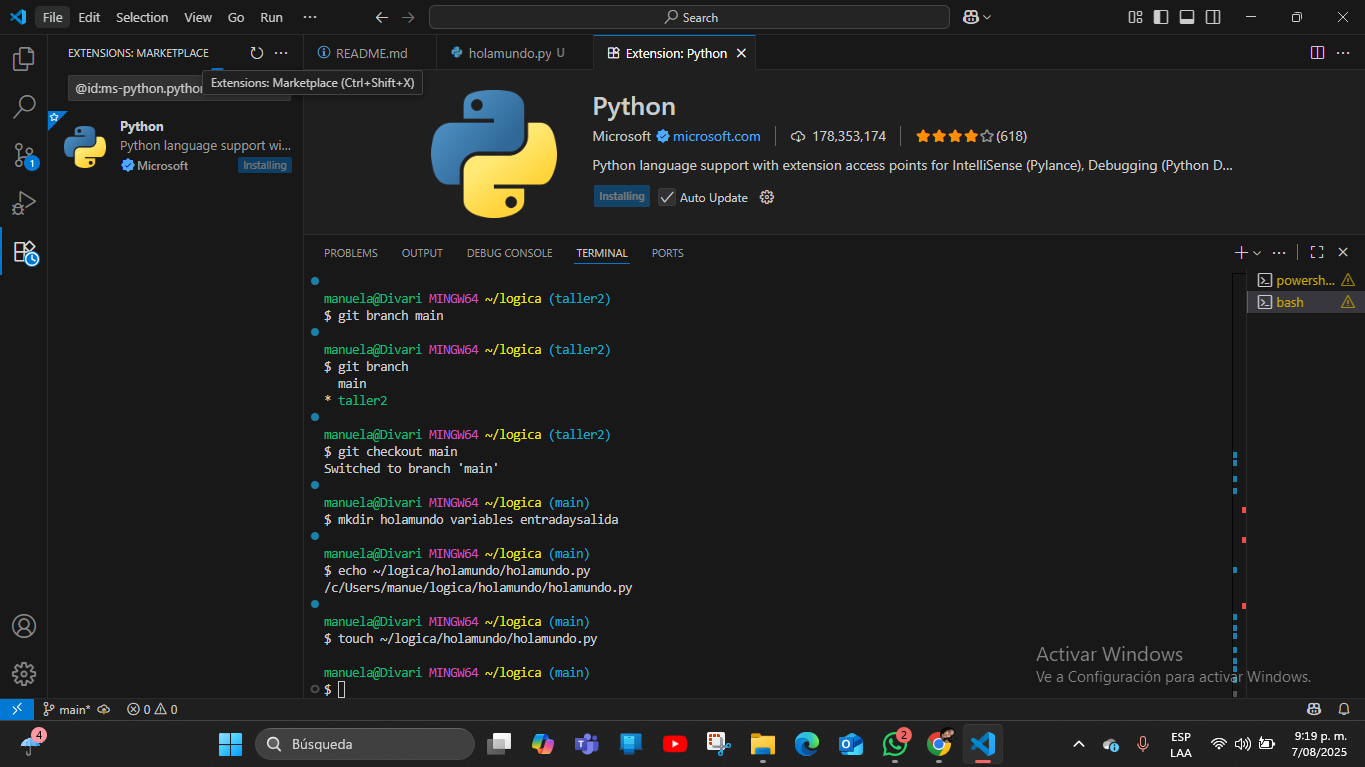 File Edit Selection View Go Run ··· Search
EXTENSIONS: MARKETPLACE
README.md
holamundo.py U
Extension: Python
@id:ms-python.python
Extensions: Marketplace (Ctrl+Shift+X)
Python
Python language support wi...
Microsoft
Installing
Python
Microsoft microsoft.com 178,353,174 (618)
Python language support with extension access points for IntelliSense (Pylance), Debugging (Python D...
Installing Auto Update
PROBLEMS OUTPUT DEBUG CONSOLE TERMINAL PORTS
powersh...
bash
manuela@Divari MINGW64 ~/logica (taller2)
$ git branch main
manuela@Divari MINGW64 ~/logica (taller2)
$ git branch
main
* taller2
manuela@Divari MINGW64 ~/logica (taller2)
$ git checkout main
Switched to branch 'main'
manuela@Divari MINGW64 ~/logica (main)
$ mkdir holamundo variables entradaysalida
manuela@Divari MINGW64 ~/logica (main)
$ echo ~/logica/holamundo/holamundo.py
/c/Users/manue/logica/holamundo/holamundo.py
manuela@Divari MINGW64 ~/logica (main)
$ touch ~/logica/holamundo/holamundo.py
manuela@Divari MINGW64 ~/logica (main)
$
1
Activar Windows
Ve a Configuración para activar Windows.
main* 0 0
4
Búsqueda
2
ESP
LAA
9:19 p. m.
7/08/2025